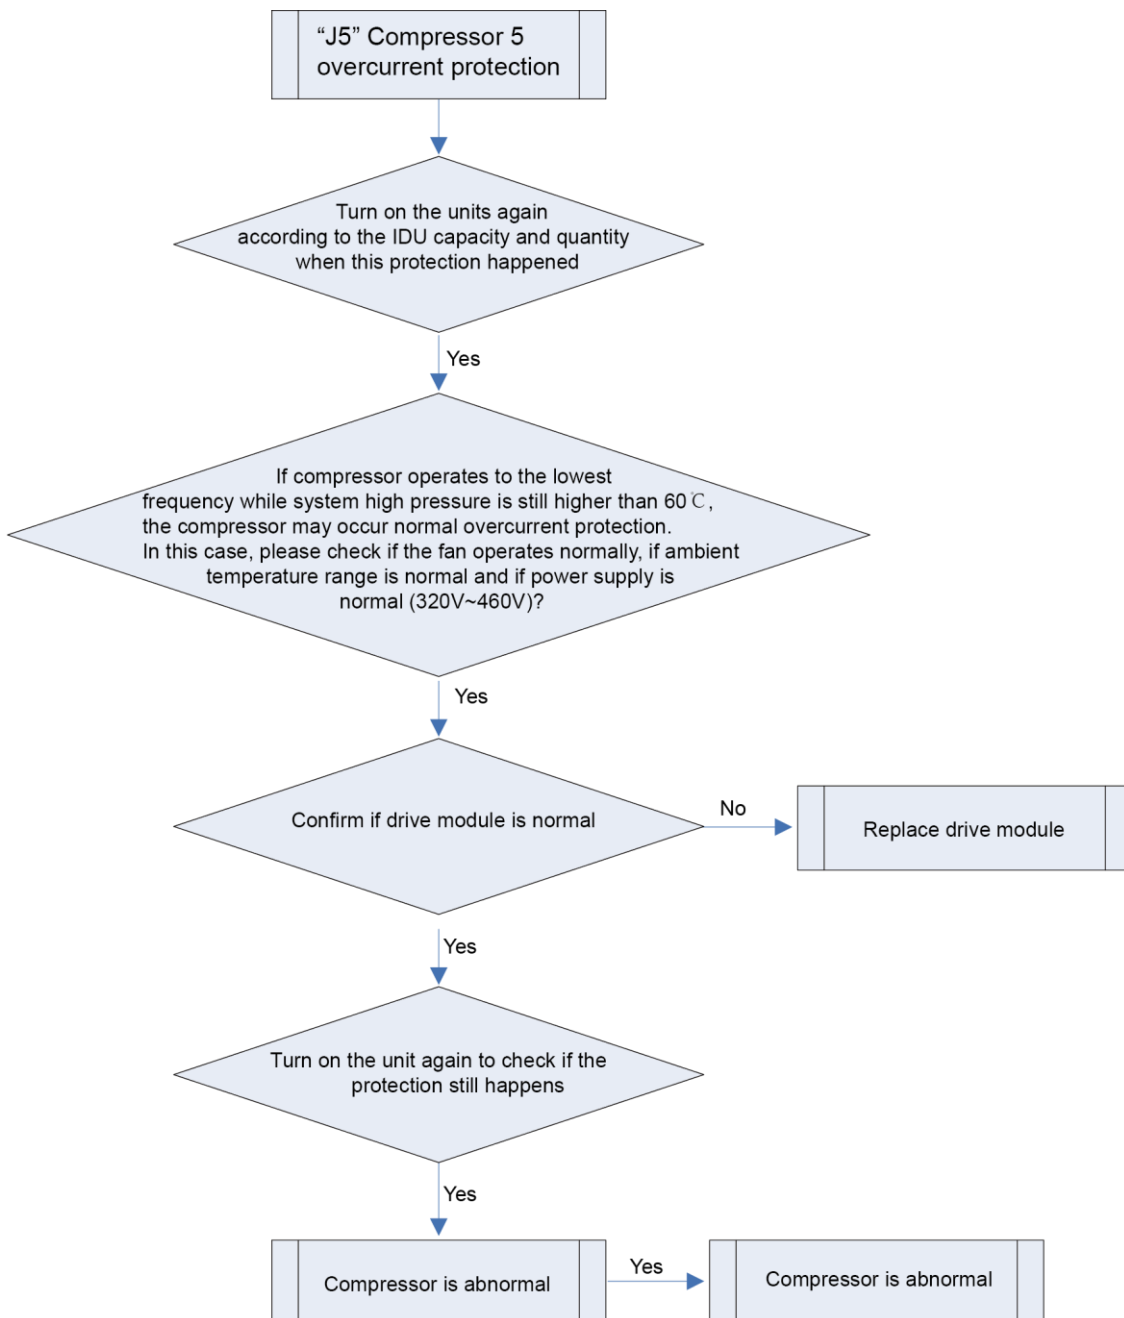 “J5” Compressor 5
overcurrent protection
Turn on the units again
according to the IDU capacity and quantity
when this protection happened
Yes
If compressor operates to the lowest
frequency while system high pressure is still higher than 60℃,
the compressor may occur normal overcurrent protection.
In this case, please check if the fan operates normally, if ambient
temperature range is normal and if power supply is
normal (320V~460V)?
Yes
Confirm if drive module is normal
No
Replace drive module
Yes
Turn on the unit again to check if the
protection still happens
Yes
Compressor is abnormal
Yes
Compressor is abnormal